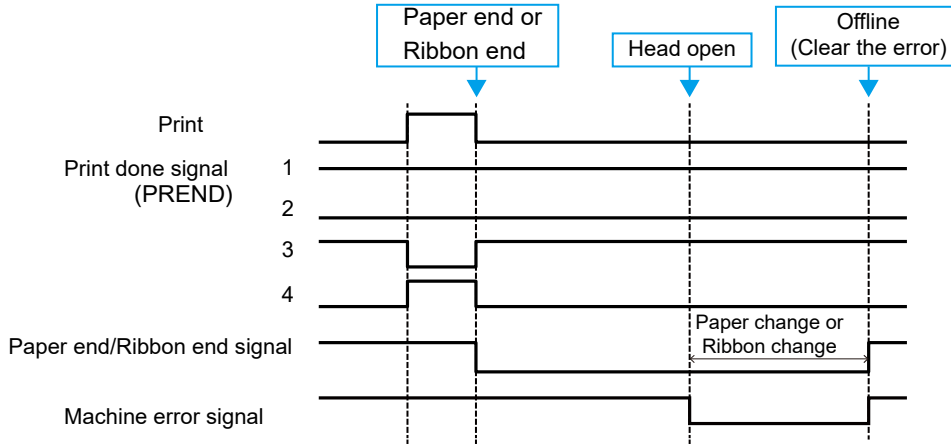 Paper end or
Ribbon end
Head open
Offline
(Clear the error)
Print
Print done signal
(PREND)
1
2
3
4
Paper end/Ribbon end signal
Paper change or
Ribbon change
Machine error signal